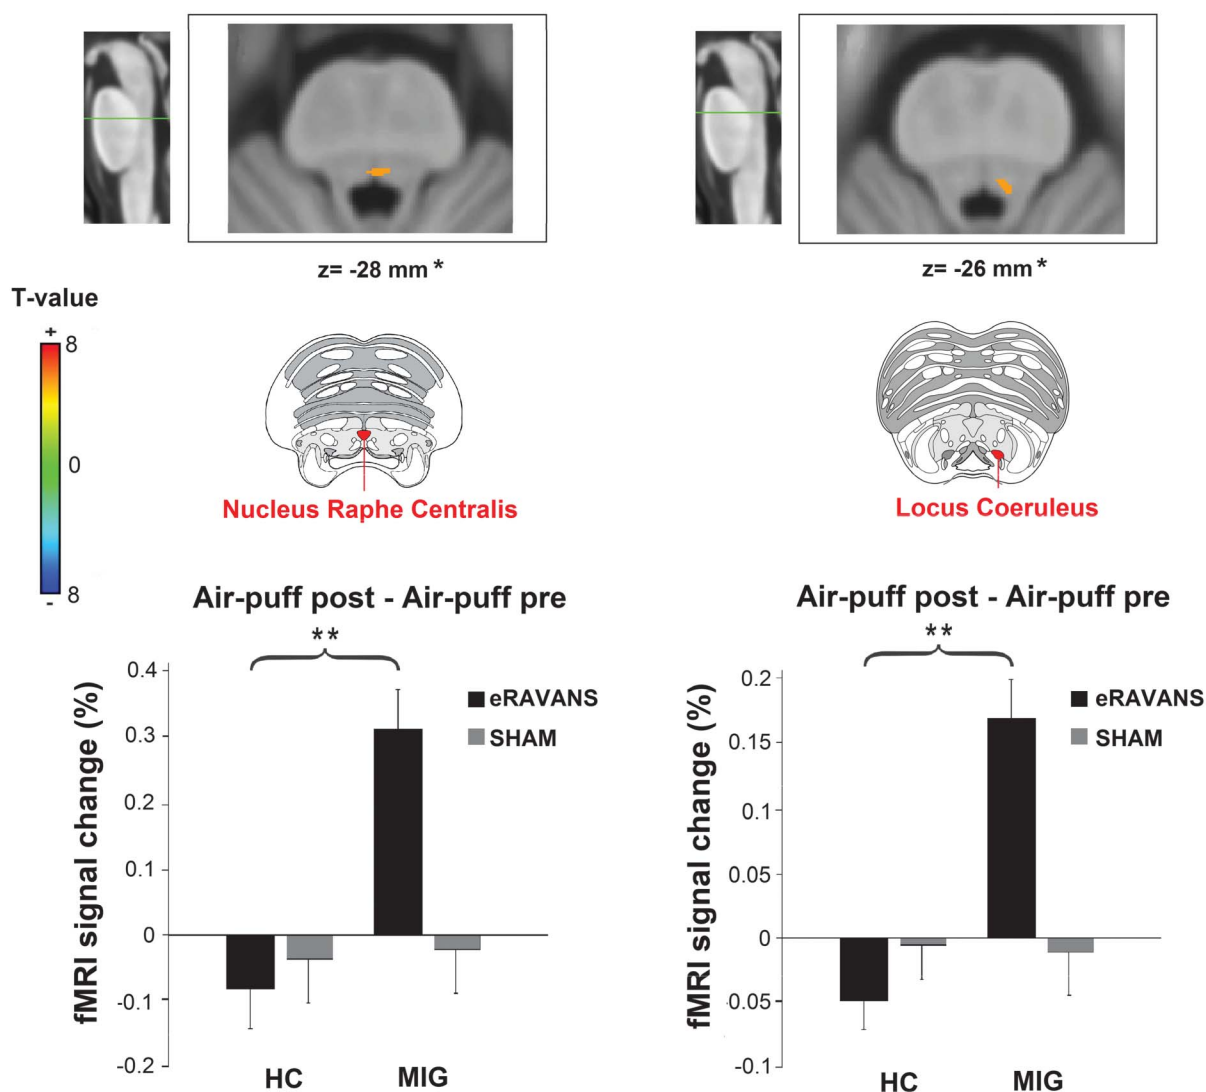 z= -28 mm *
z= -26 mm *
T-value
+
8
0
8
-
Nucleus Raphe Centralis
Locus Coeruleus
Air-puff post - Air-puff pre
**
fMRI signal change (%)
0.4
0.3
0.2
0.1
0
-0.1
-0.2
eRAVANS
SHAM
HC
MIG
Air-puff post - Air-puff pre
**
fMRI signal change (%)
0.2
0.15
0.1
0.05
0
-0.05
-0.1
eRAVANS
SHAM
HC
MIG